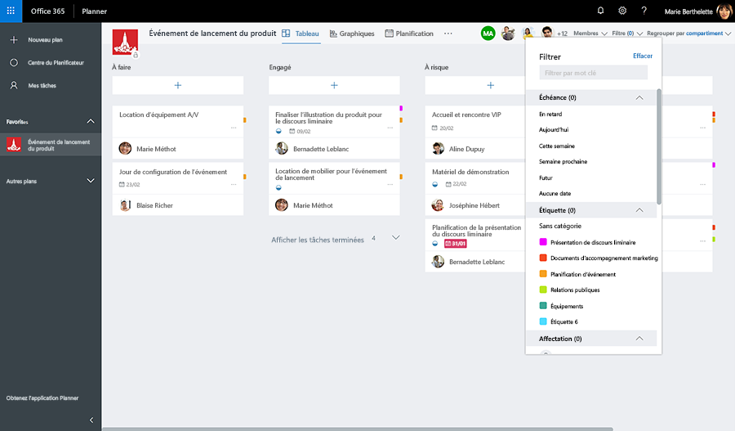 Office 365
Planner
?
Marie Berthelette
Nouveau plan
Centre du Planificateur
Mes tâches
Favories
Événement de lancement
du produit
Autres plans
Obtenez l'application Planner
Événement de lancement du produit
Tableau
Graphiques
Planification
MA
+12
Membres
Filtre (0)
Regrouper par compartiment
À faire
Location d'équipement A/V
Marie Méthot
Jour de configuration de l'événement
23/02
Blaise Richer
Engagé
Finaliser l'illustration du produit pour
le discours liminaire
09/02
Bernadette Leblanc
Location de mobilier pour l'événement
de lancement
Marie Méthot
Afficher les tâches terminées 4
À risque
Accueil et rencontre VIP
20/02
Aline Dupuy
Matériel de démonstration
22/02
Joséphine Hébert
Planification de la présentation
du discours liminaire
31/01
Bernadette Leblanc
Filtrer
Effacer
Filtrer par mot clé
Échéance (0)
En retard
Aujourd'hui
Cette semaine
Semaine prochaine
Futur
Aucune date
Étiquette (0)
Sans catégorie
Présentation de discours liminaire
Documents d'accompagnement marketing
Planification d'événement
Relations publiques
Équipements
Étiquette 6
Affectation (0)